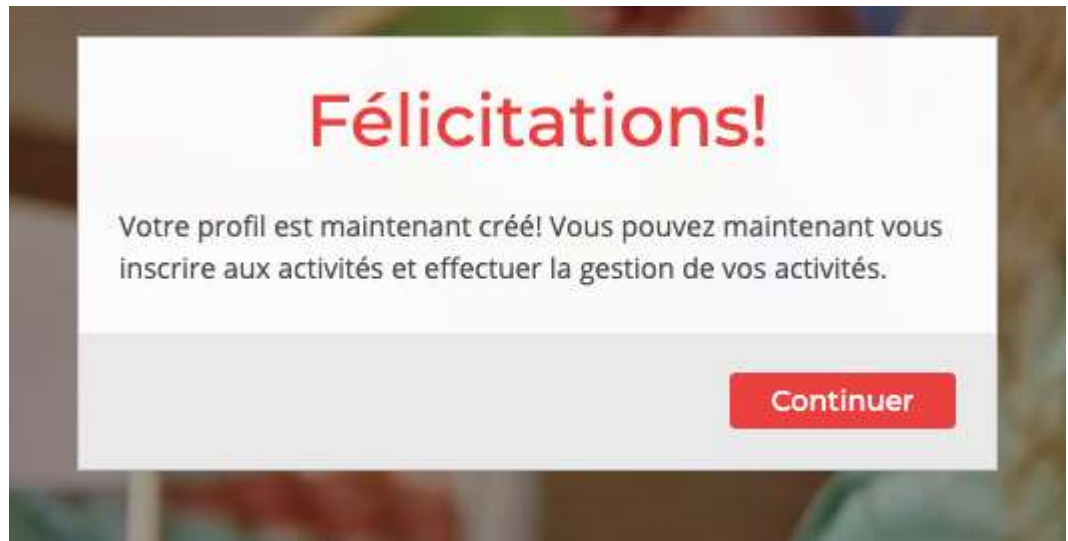 Félicitations!
Votre profil est maintenant créé! Vous pouvez maintenant vous
inscrire aux activités et effectuer la gestion de vos activités.
Continuer